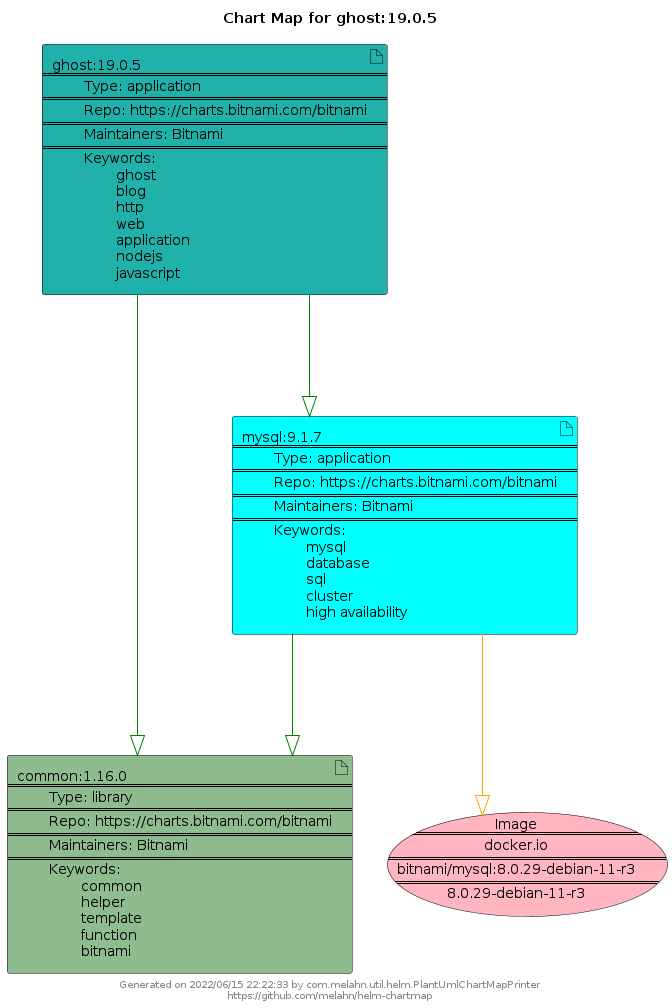 Chart Map for ghost:19.0.5
ghost:19.0.5
Type: application
Repo: https://charts.bitnami.com/bitnami
Maintainers: Bitnami
Keywords:
ghost
blog
http
web
application
nodejs
javascript
mysql:9.1.7
Type: application
Repo: https://charts.bitnami.com/bitnami
Maintainers: Bitnami
Keywords:
mysql
database
sql
cluster
high availability
common:1.16.0
Type: library
Repo: https://charts.bitnami.com/bitnami
Maintainers: Bitnami
Keywords:
common
helper
template
function
bitnami
Image
docker.io
bitnami/mysql:8.0.29-debian-11-r3
8.0.29-debian-11-r3
Generated on 2022/06/15 22:22:33 by com.melahn.util.helm.PlantUmlChartMapPrinter
https://github.com/melahn/helm-chartmap